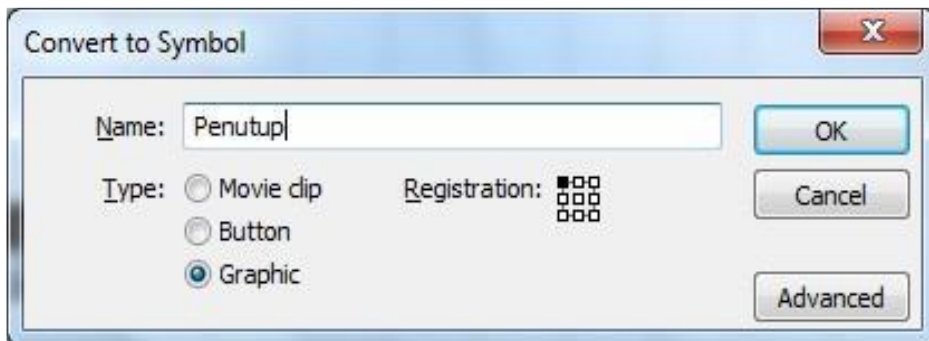 Convert to Symbol
Name: Penutup OK
Type: Movie clip Registration: Cancel
Button
Graphic
Advanced